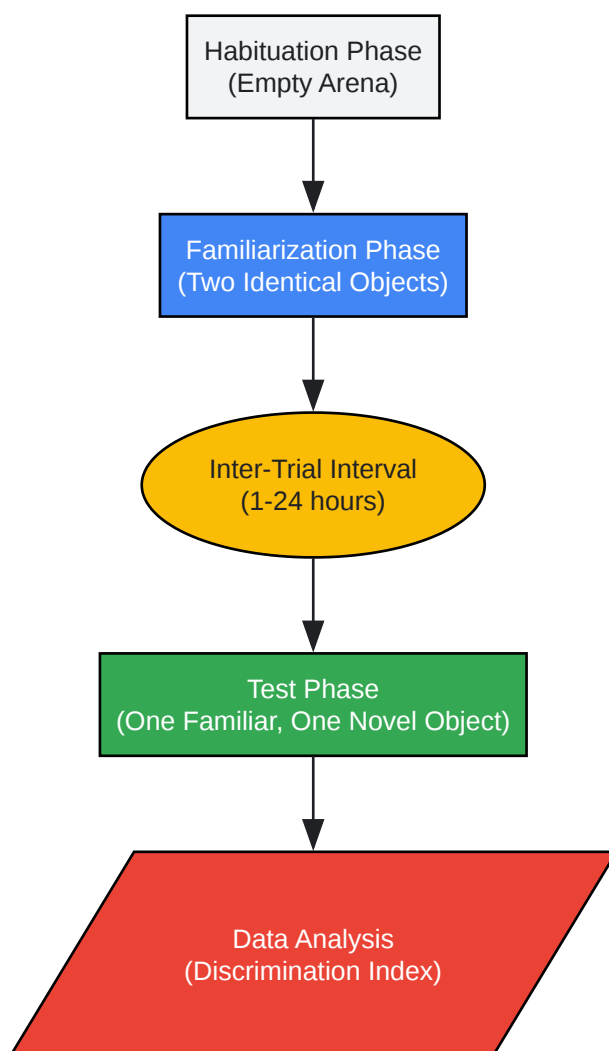 Habituation Phase
(Empty Arena)
Familiarization Phase
(Two Identical Objects)
Inter-Trial Interval
(1-24 hours)
Test Phase
(One Familiar, One Novel Object)
Data Analysis
(Discrimination Index)